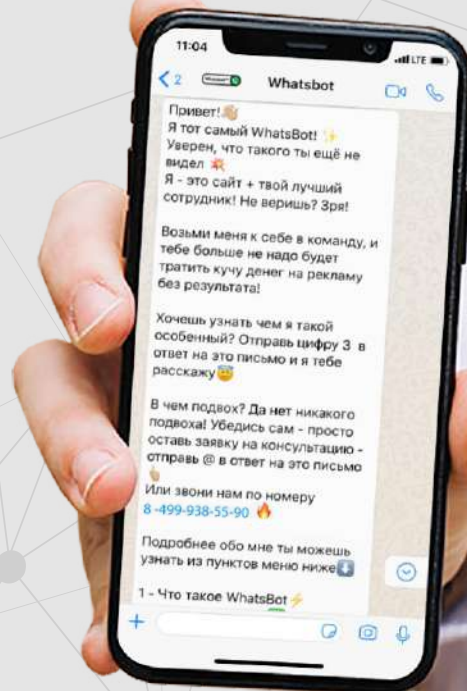 11:04
LTE
2
Whatsbot
Привет!👋🏼
Я тот самый WhatsBot! ✨
Уверен, что такого ты ещё не
видел 💥
Я - это сайт + твой лучший
сотрудник! Не веришь? Зря!
Возьми меня к себе в команду, и
тебе больше не надо будет
тратить кучу денег на рекламу
без результата!
Хочешь узнать чем я такой
особенный? Отправь цифру 3 в
ответ на это письмо и я тебе
расскажу😇
В чем подвох? Да нет никакого
подвоха! Убедись сам - просто
оставь заявку на консультацию -
отправь @ в ответ на это письмо
👆🏼
Или звони нам по номеру
8 -499-938-55-90 🔥
Подробнее обо мне ты можешь
узнать из пунктов меню ниже⬇️
1 - Что такое WhatsBot⚡